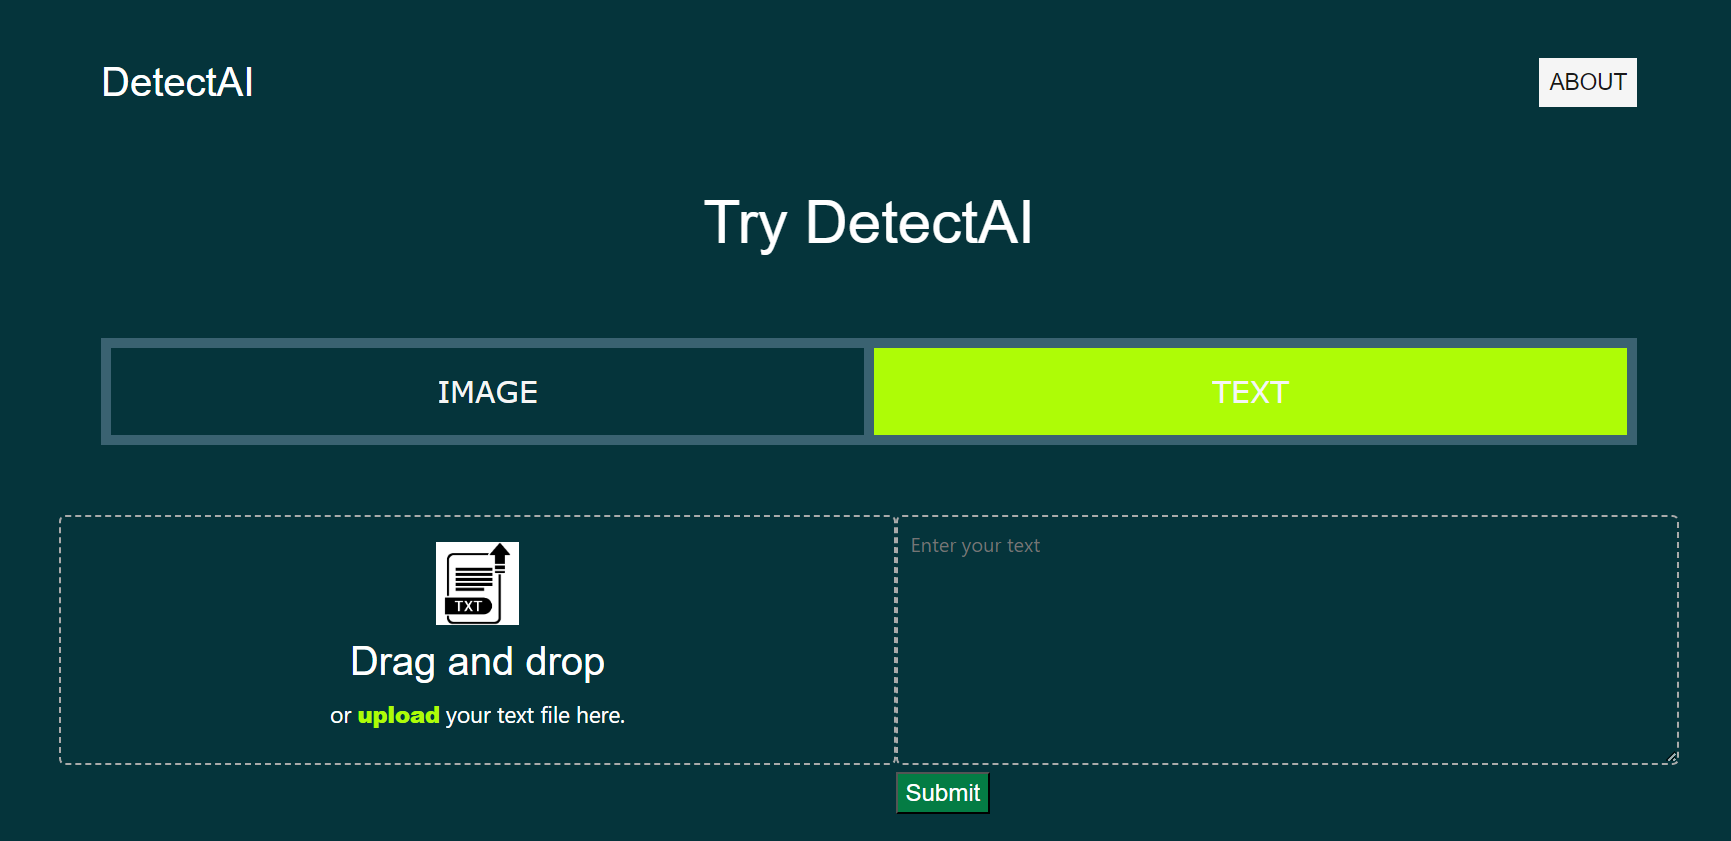 DetectAI
ABOUT
Try DetectAI
IMAGE
TEXT
TXT
Drag and drop
or upload your text file here.
Enter your text
Submit